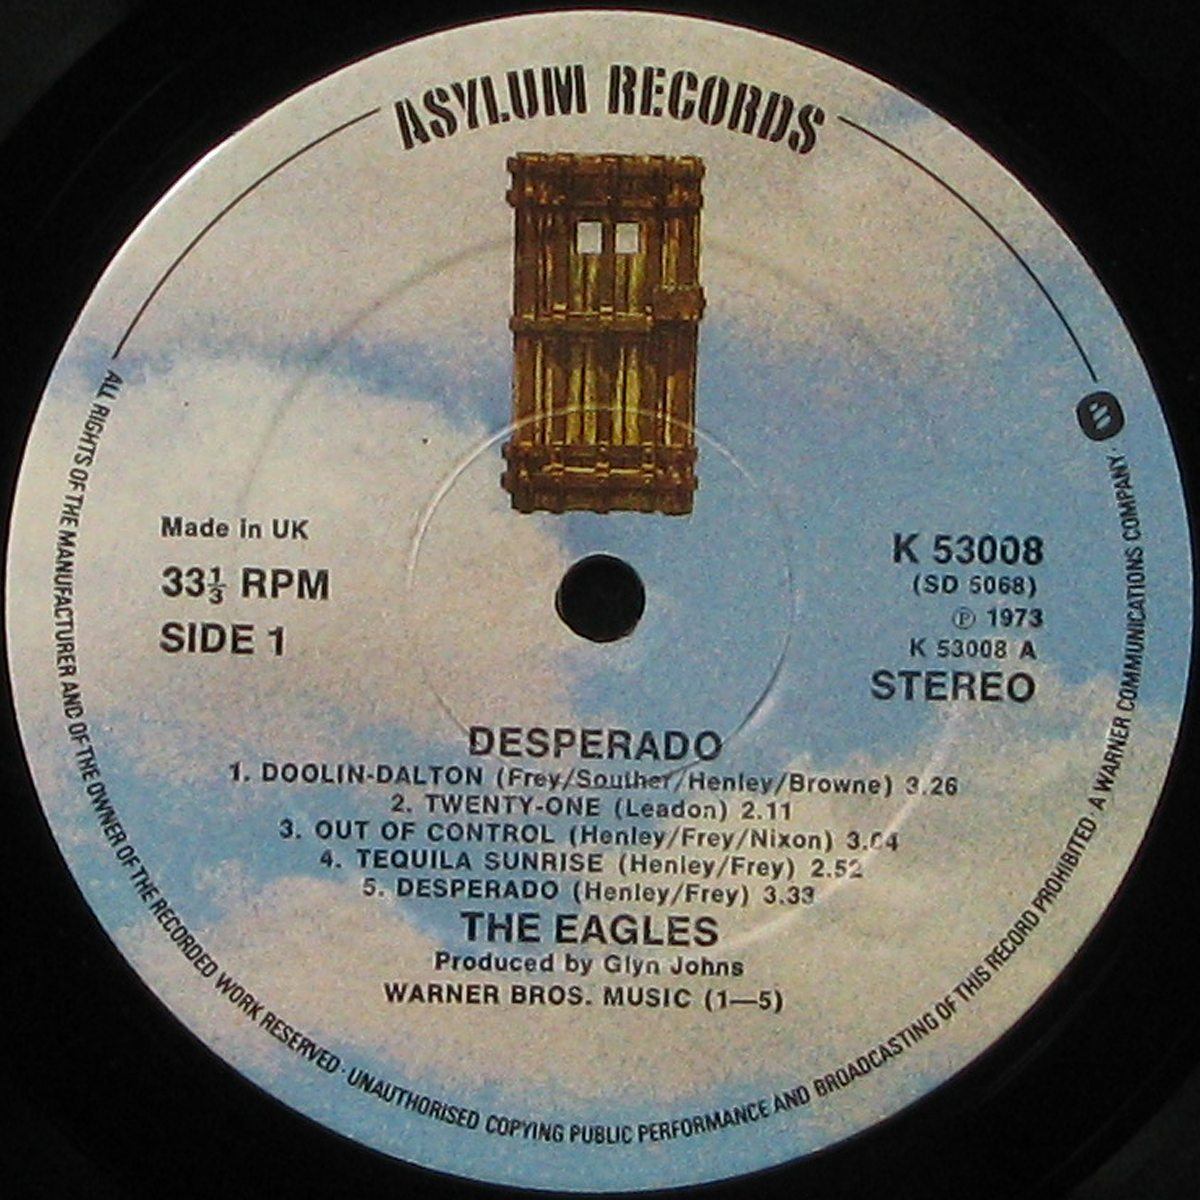 ASYLUM RECORDS
Made in UK
33⅓ RPM
SIDE 1
K 53008
(SD 5068)
℗ 1973
K 53008 A
STEREO
DESPERADO
1. DOOLIN-DALTON (Frey/Souther/Henley/Browne) 3.26
2. TWENTY-ONE (Leadon) 2.11
3. OUT OF CONTROL (Henley/Frey/Nixon) 3.04
4. TEQUILA SUNRISE (Henley/Frey) 2.52
5. DESPERADO (Henley/Frey) 3.33
THE EAGLES
Produced by Glyn Johns
WARNER BROS. MUSIC (1—5)
ALL RIGHTS OF THE MANUFACTURER AND OF THE OWNER OF THE RECORDED WORK RESERVED · UNAUTHORISED COPYING PUBLIC PERFORMANCE AND BROADCASTING OF THIS RECORD PROHIBITED · A WARNER COMMUNICATIONS COMPANY ·